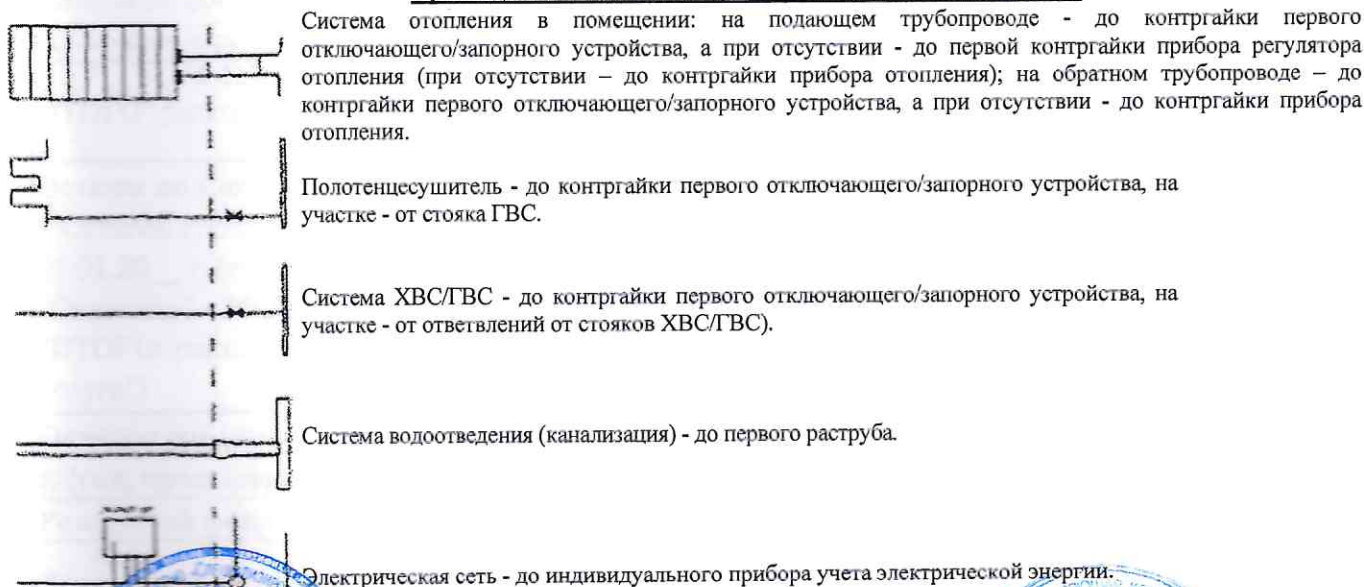 Система отопления в помещении: на подающем трубопроводе - до контргайки первого
отключающего/запорного устройства, а при отсутствии - до первой контргайки прибора регулятора
отопления (при отсутствии – до контргайки прибора отопления); на обратном трубопроводе – до
контргайки первого отключающего/запорного устройства, а при отсутствии - до контргайки прибора
отопления.
Полотенцесушитель - до контргайки первого отключающего/запорного устройства, на
участке - от стояка ГВС.
Система ХВС/ГВС - до контргайки первого отключающего/запорного устройства, на
участке - от ответвлений от стояков ХВС/ГВС).
Система водоотведения (канализация) - до первого раструба.
Электрическая сеть - до индивидуального прибора учета электрической энергии.